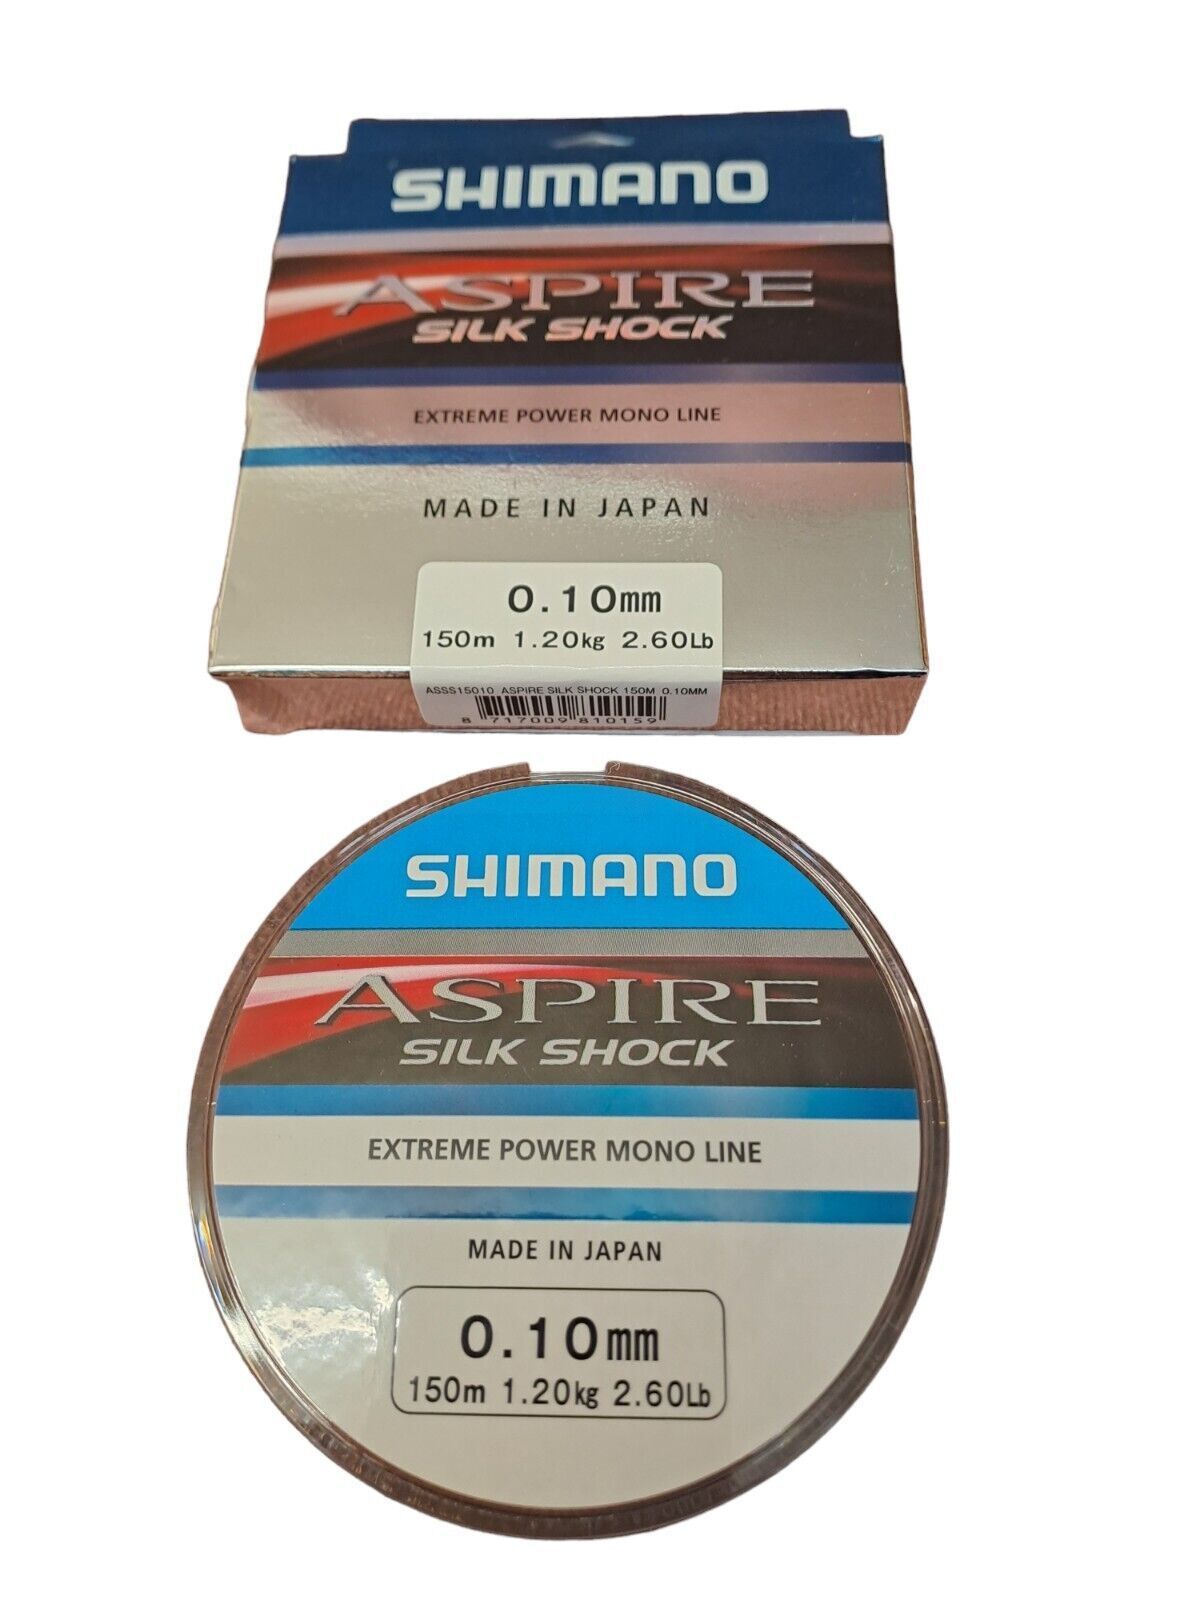 SHIMANO
ASPIRE
SILK SHOCK
EXTREME POWER MONO LINE
MADE IN JAPAN
0.10mm
150m 1.20kg 2.60Lb
ASSS15010 ASPIRE SILK SHOCK 150M 0.10MM
8 717009 810159
SHIMANO
ASPIRE
SILK SHOCK
EXTREME POWER MONO LINE
MADE IN JAPAN
0.10mm
150m 1.20kg 2.60Lb